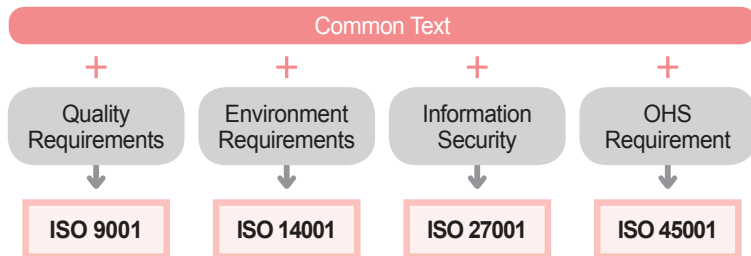 Common Text
+ + + +
Quality
Requirements
Environment
Requirements
Information
Security
OHS
Requirement
ISO 9001
ISO 14001
ISO 27001
ISO 45001